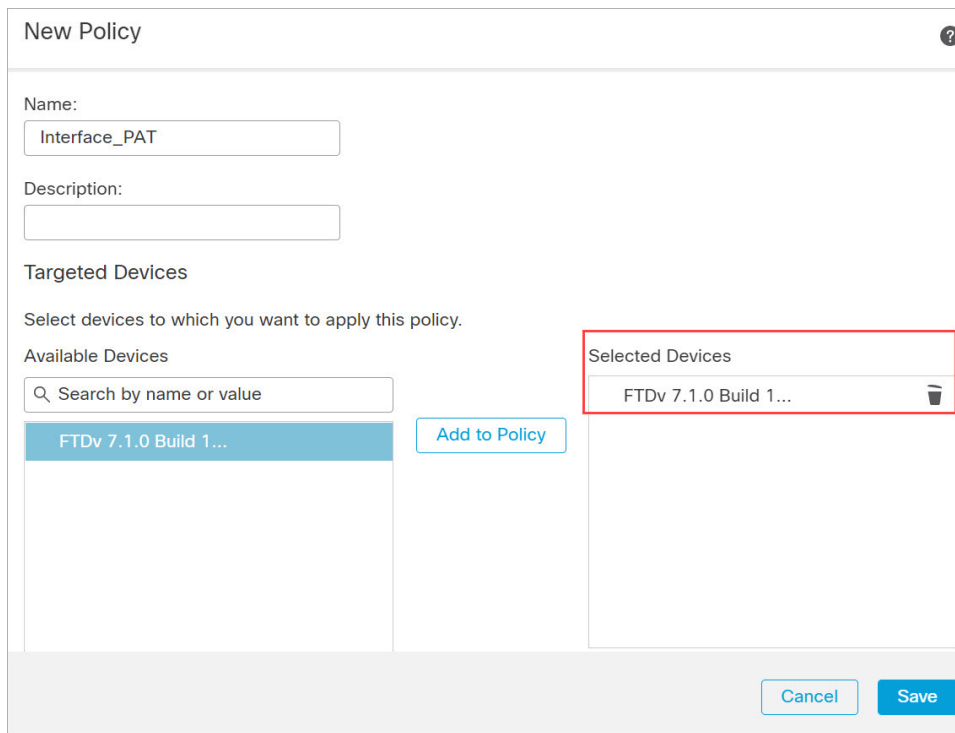 New Policy
?
Name:
Interface_PAT
Description:
Targeted Devices
Select devices to which you want to apply this policy.
Available Devices
Search by name or value
FTDv 7.1.0 Build 1...
Add to Policy
Selected Devices
FTDv 7.1.0 Build 1...
Cancel
Save